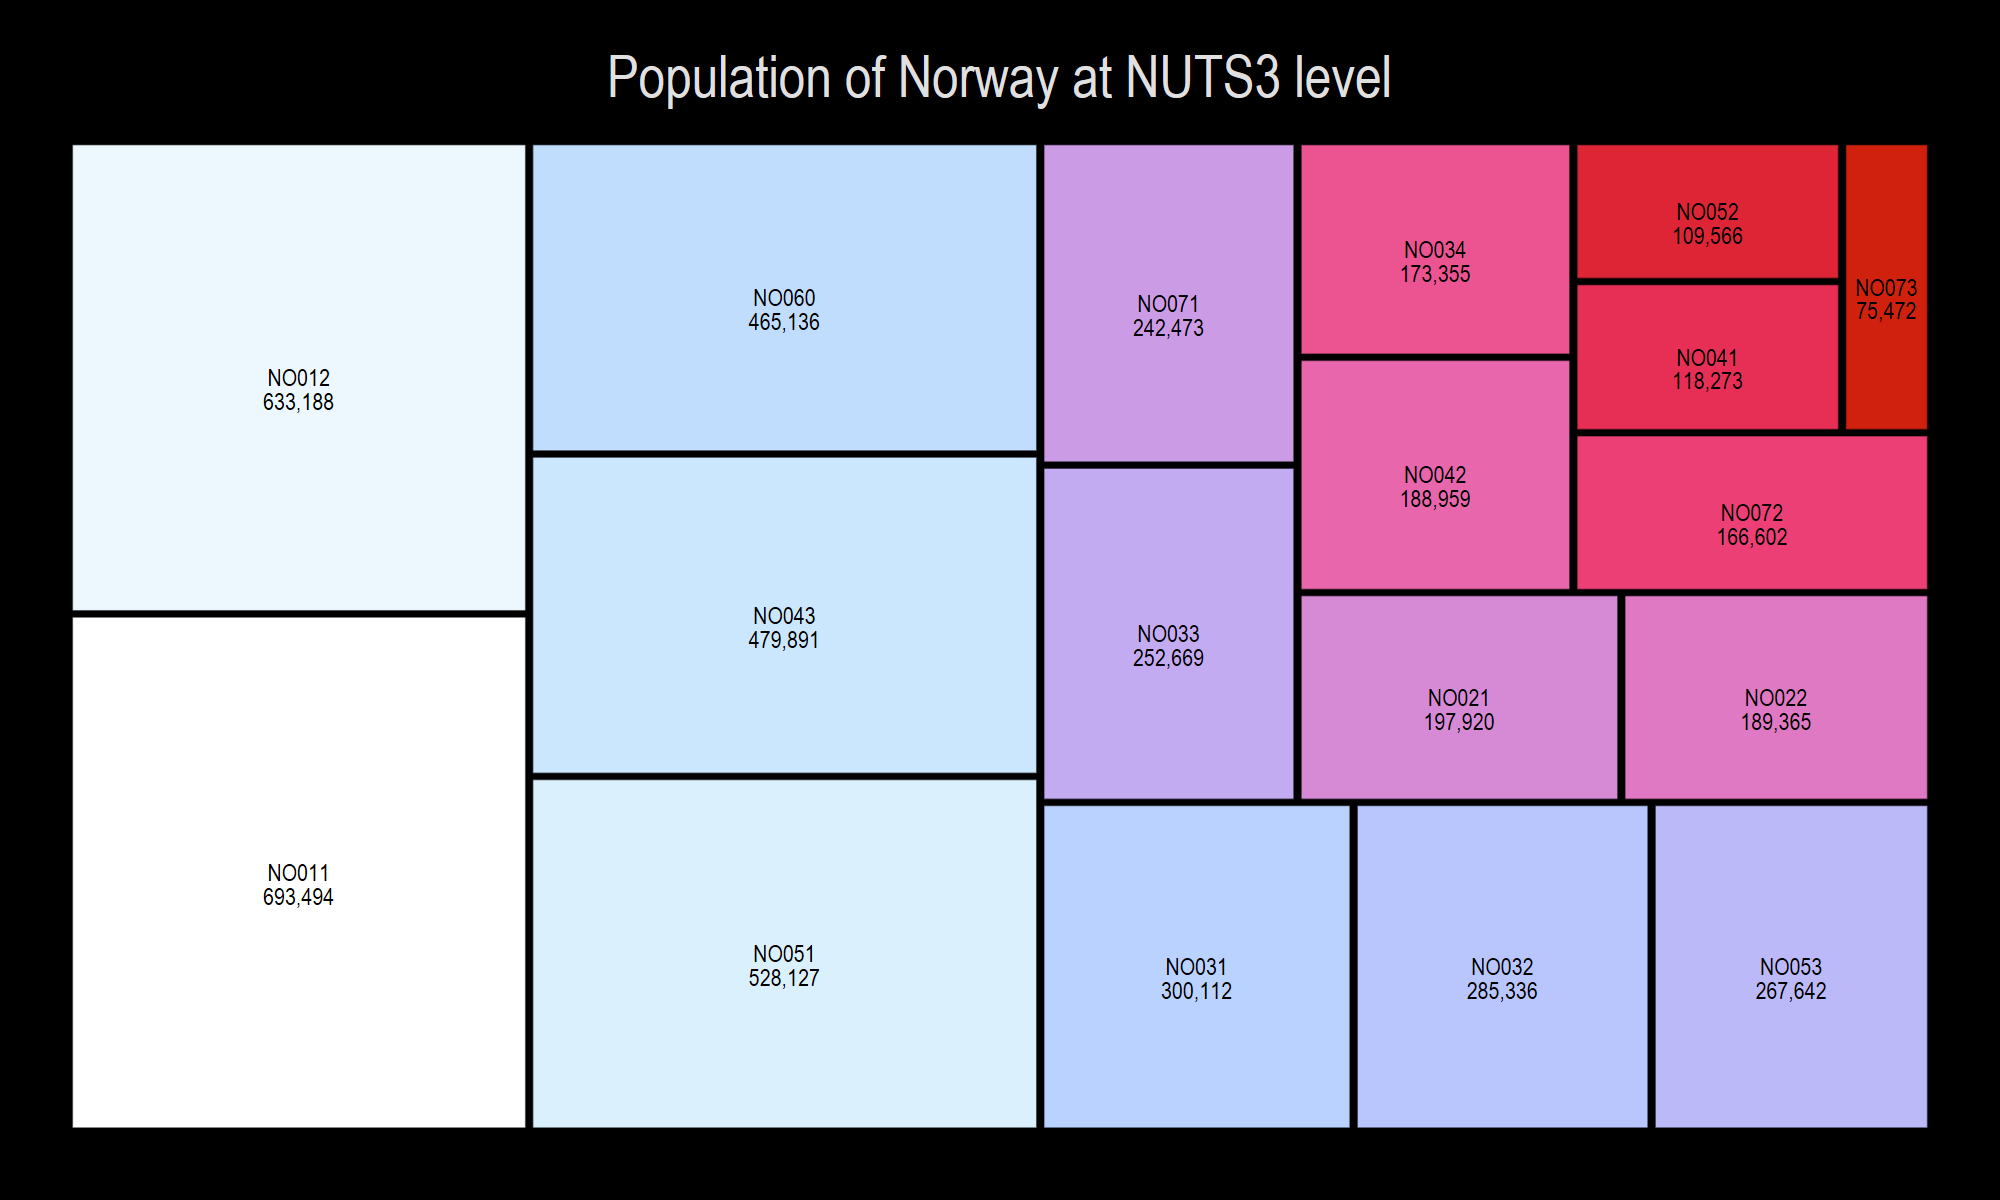 Population of Norway at NUTS3 level
NO012
633,188
NO011
693,494
NO060
465,136
NO043
479,891
NO051
528,127
NO071
242,473
NO033
252,669
NO034
173,355
NO042
188,959
NO052
109,566
NO041
118,273
NO073
75,472
NO072
166,602
NO021
197,920
NO022
189,365
NO031
300,112
NO032
285,336
NO053
267,642